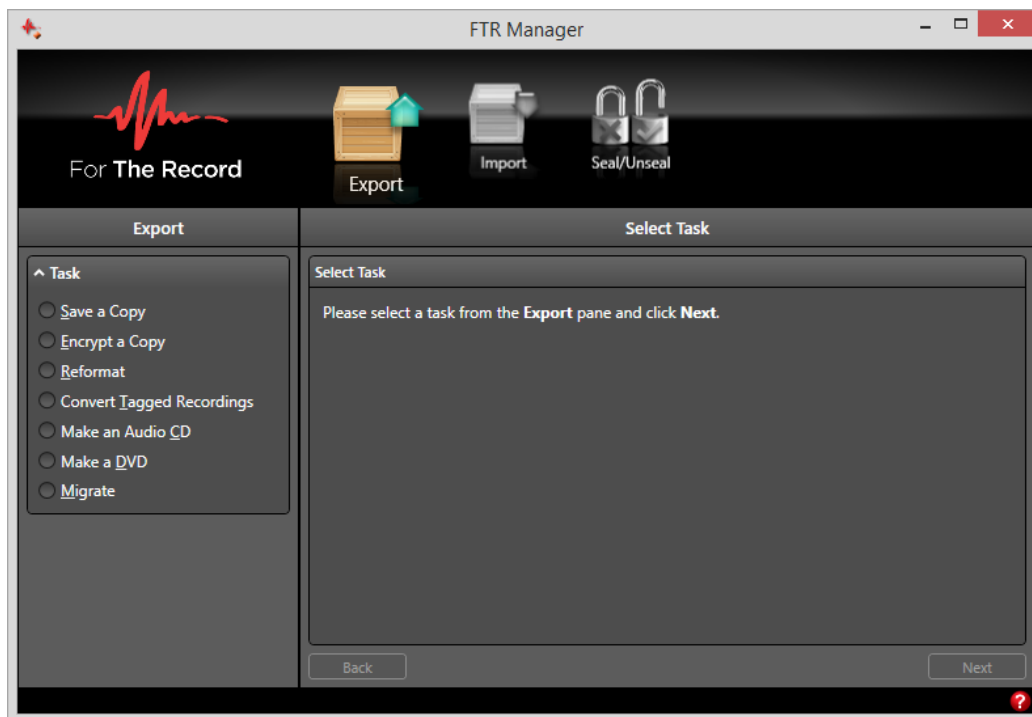 FTR Manager
For The Record
Export
Import
Seal/Unseal
Export
Select Task
Task
Save a Copy
Encrypt a Copy
Reformat
Convert Tagged Recordings
Make an Audio CD
Make a DVD
Migrate
Select Task
Please select a task from the Export pane and click Next.
Back
Next
?